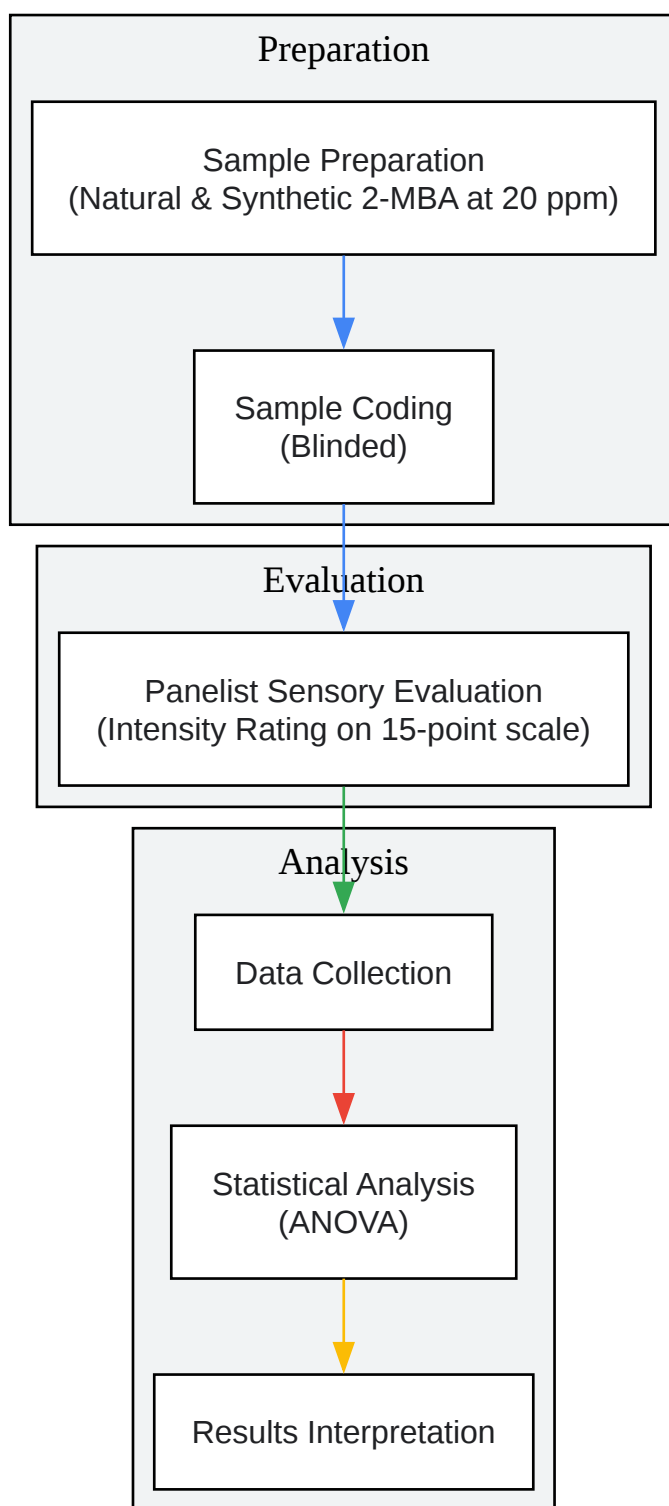 Preparation
Sample Preparation
(Natural & Synthetic 2-MBA at 20 ppm)
Sample Coding
(Blinded)
Evaluation
Panelist Sensory Evaluation
(Intensity Rating on 15-point scale)
Analysis
Data Collection
Statistical Analysis
(ANOVA)
Results Interpretation